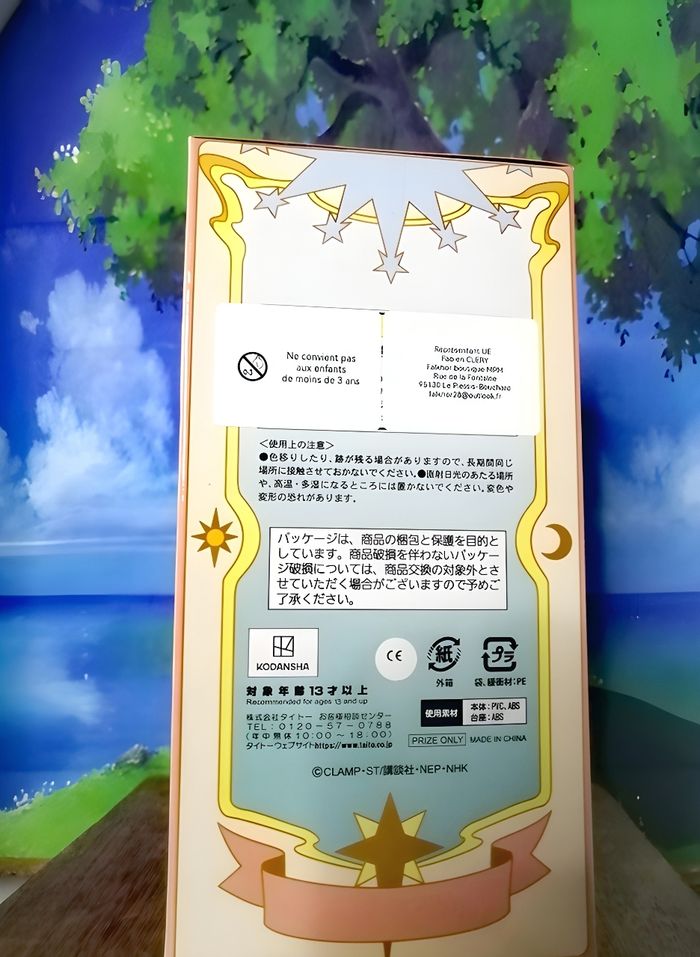 Ne convient pas
aux enfants
de moins de 3 ans
0-3
Représentant UE
Fabien CLERY
Falkhor boutique MPM
Rue de la Fontaine
95130 Le Plessis-Bouchard
falkhor28@outlook.fr
＜使用上の注意＞
●色移りしたり、跡が残る場合がありますので、長期間同じ
場所に接触させておかないでください。●直射日光のあたる場所
や、高温・多湿になるところには置かないでください。変色や
変形の恐れがあります。
パッケージは、商品の梱包と保護を目的と
しています。商品破損を伴わないパッケー
ジ破損については、商品交換の対象外とさ
せていただく場合がございますので予めご
了承ください。
KODANSHA
CE
紙
外箱
プラ
袋、緩衝材:PE
対象年齢13才以上
Recommended for ages 13 and up
株式会社タイトー お客様相談センター
TEL:0120-57-0788
(年中無休10:00～18:00)
タイトーウェブサイトhttps://www.taito.co.jp
使用素材
本体:PVC、ABS
台座:ABS
PRIZE ONLY
MADE IN CHINA
©CLAMP・ST/講談社・NEP・NHK